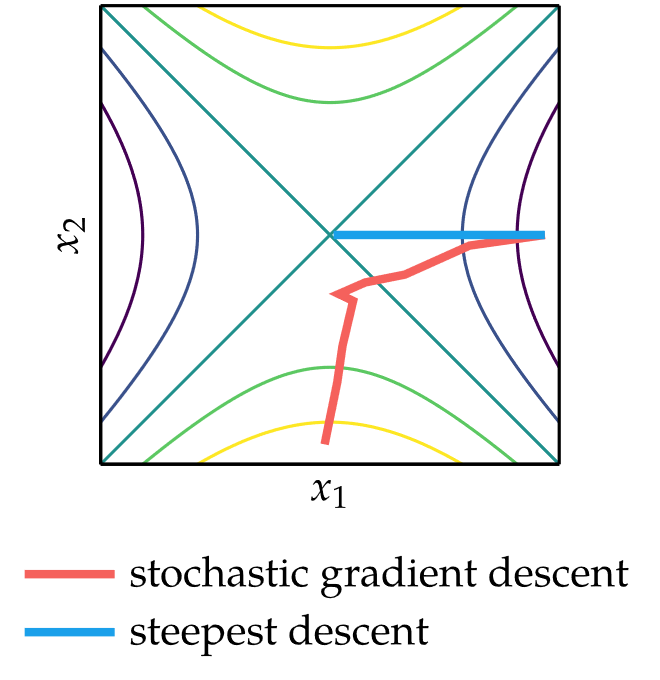 x₂
x₁
stochastic gradient descent
steepest descent